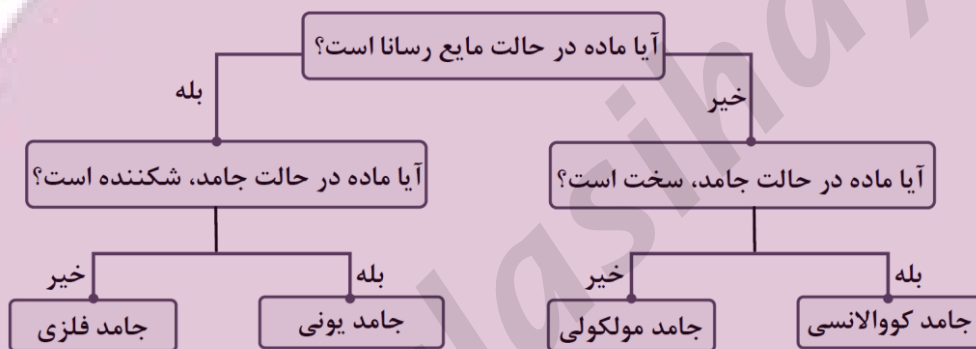 آیا ماده در حالت مایع رسانا است؟
خیر
بله
آیا ماده در حالت جامد، سخت است؟
آیا ماده در حالت جامد، شکننده است؟
بله
خیر
بله
خیر
جامد کووالانسی
جامد مولکولی
جامد یونی
جامد فلزی